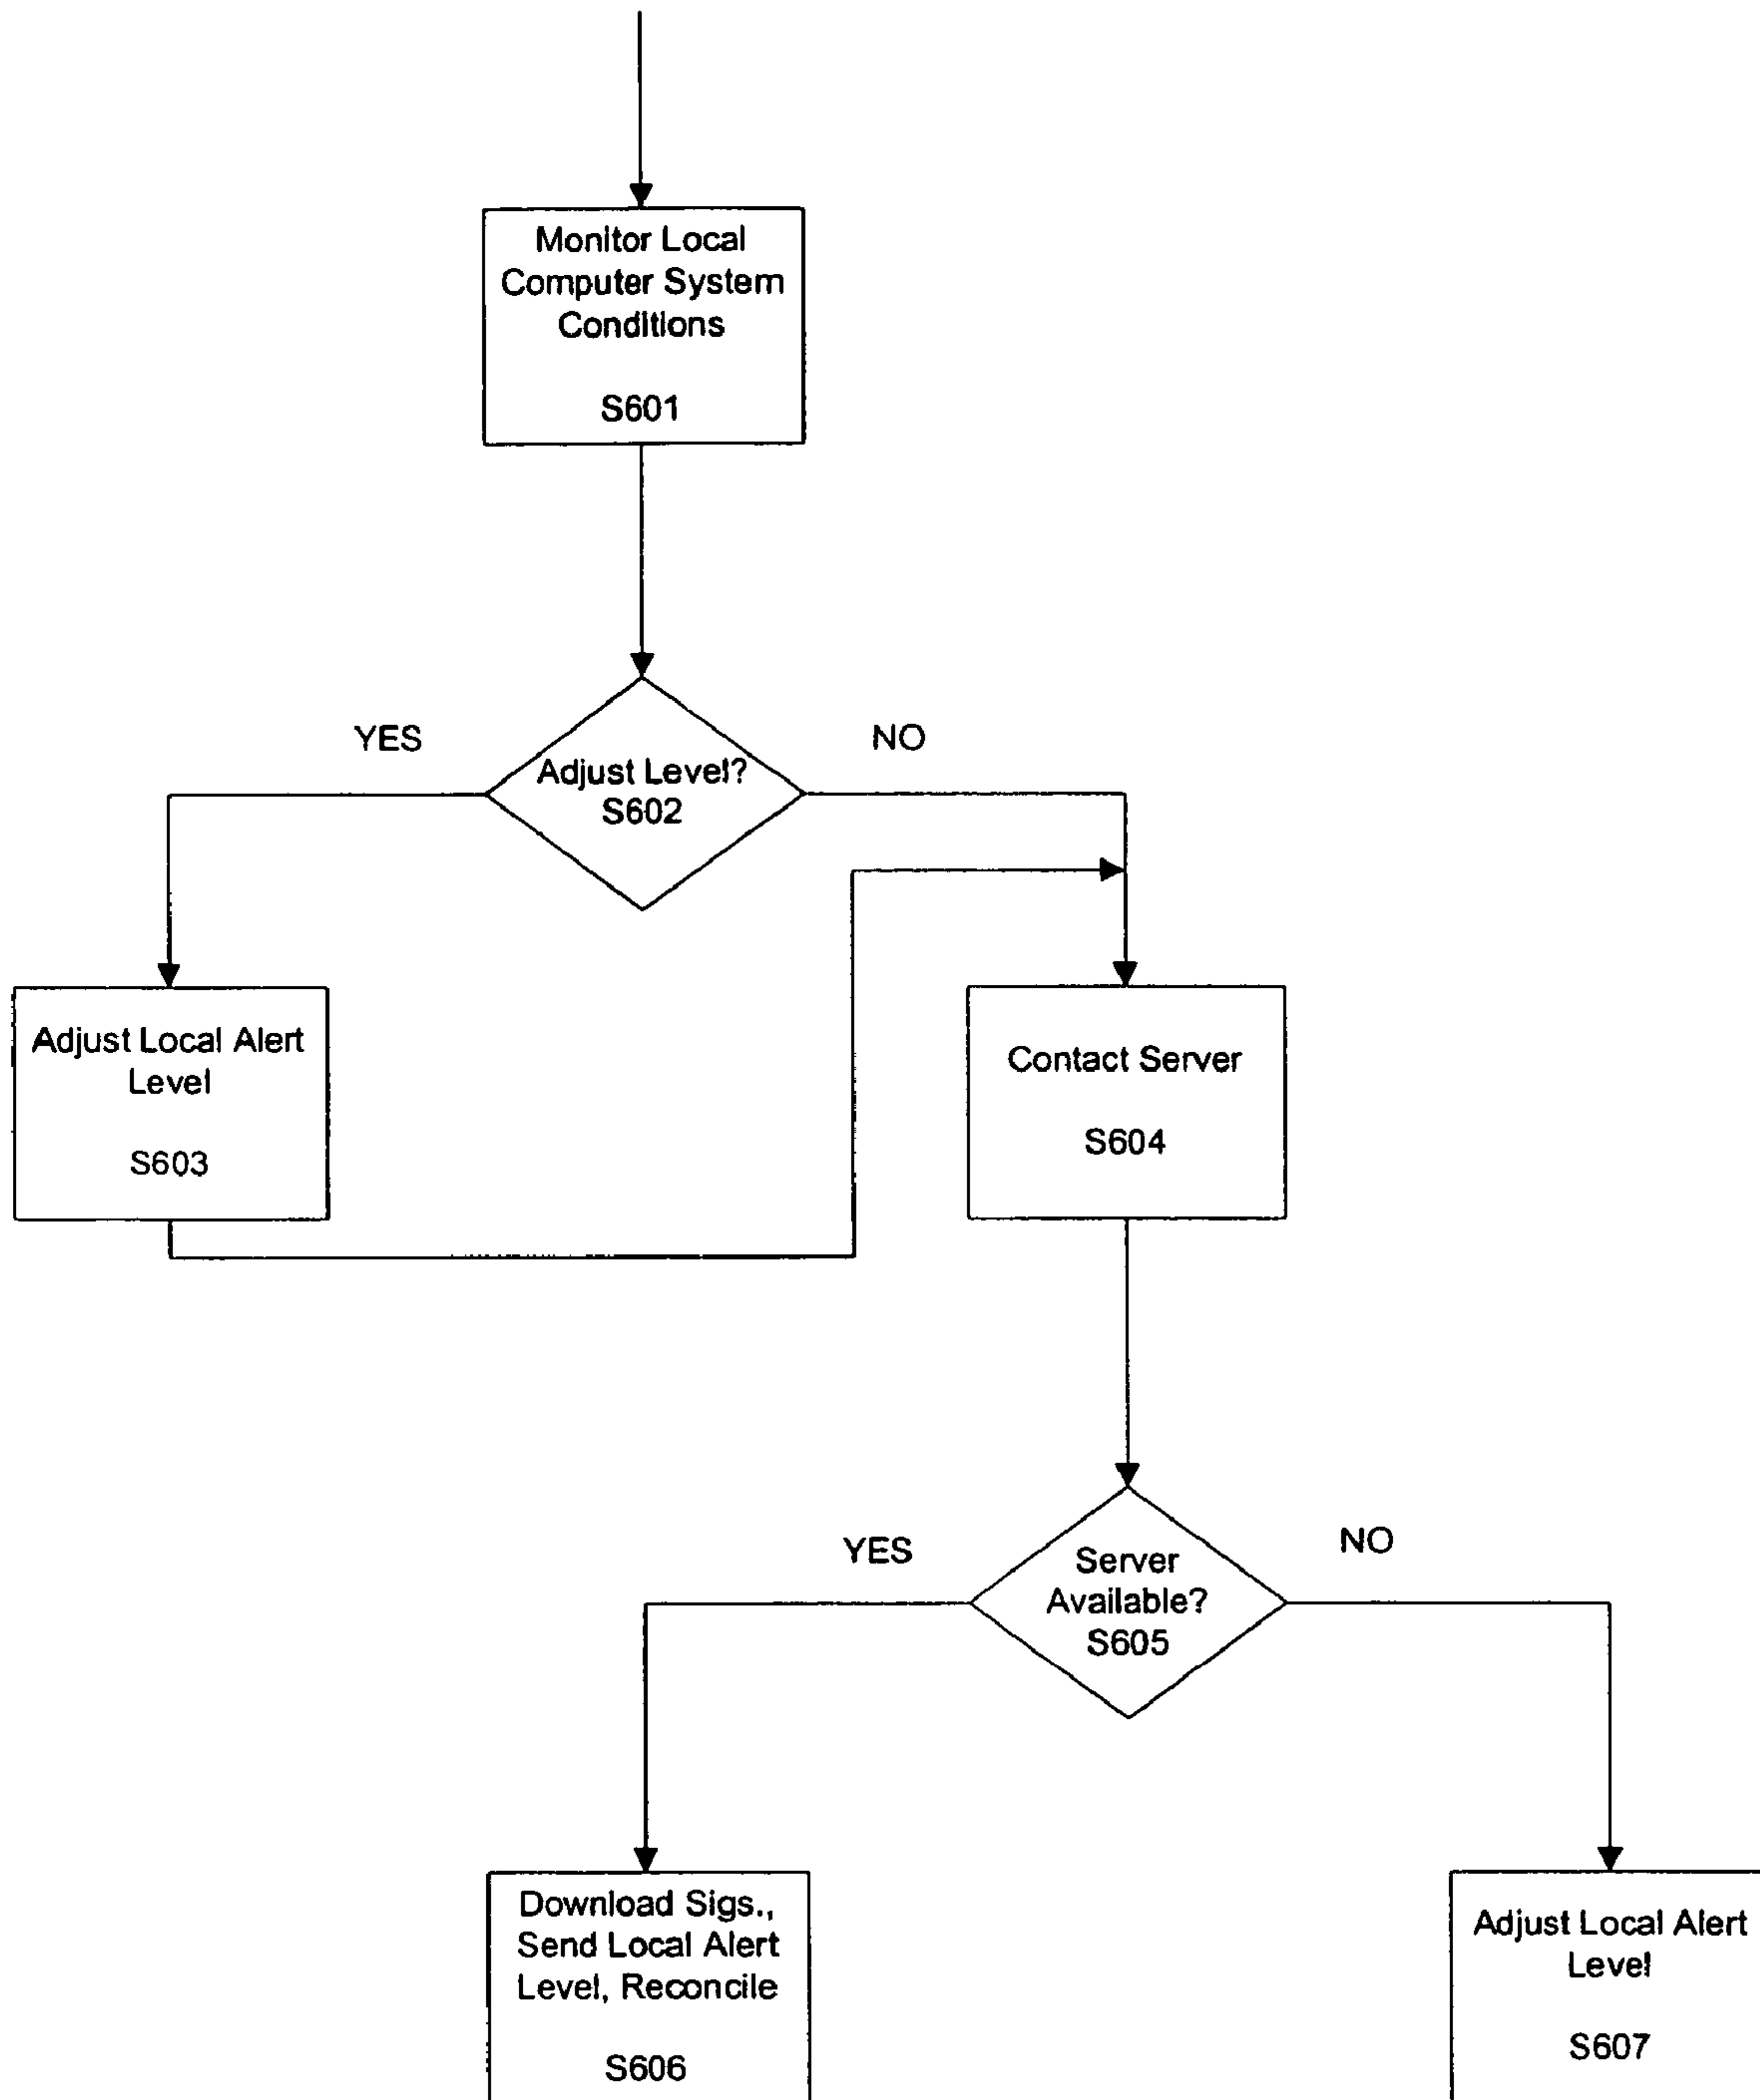 Monitor Local
Computer System
Conditions
S601
YES
NO
Adjust Level?
S602
Adjust Local Alert
Level
S603
Contact Server
S604
YES
NO
Server
Available?
S605
Download Sigs.,
Send Local Alert
Level, Reconcile
S606
Adjust Local Alert
Level
S607